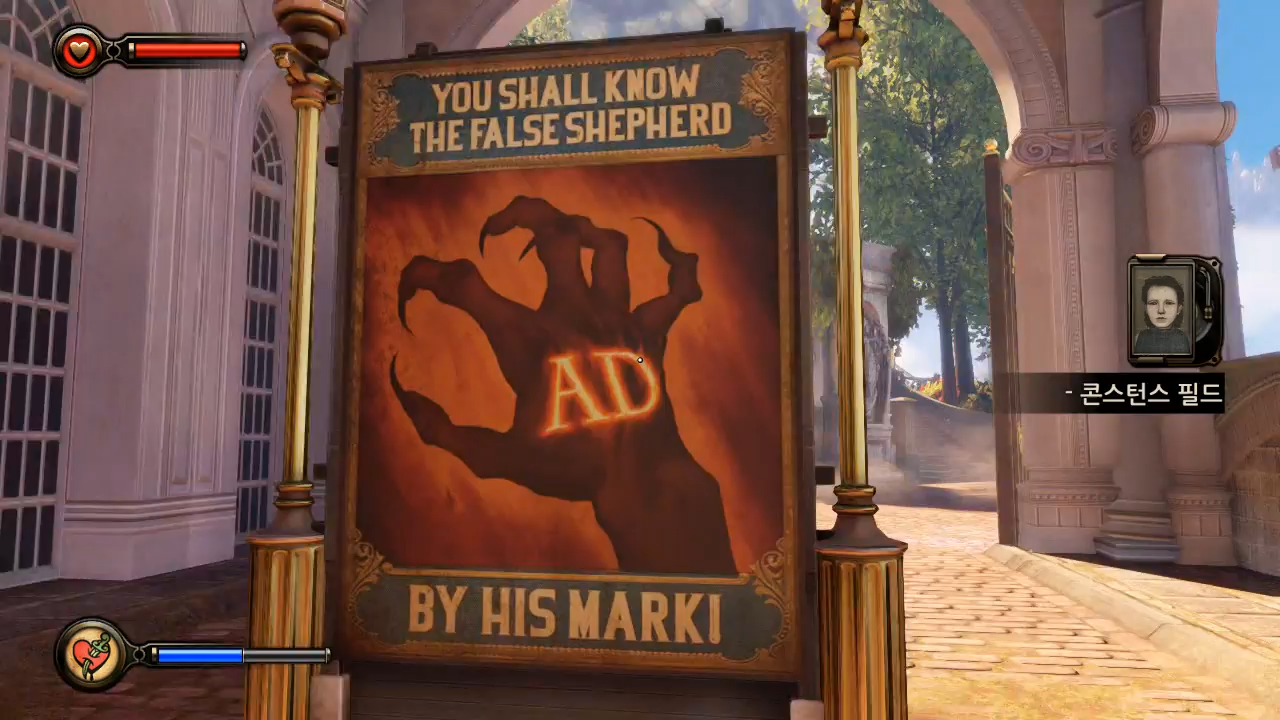 YOU SHALL KNOW
THE FALSE SHEPHERD
AD
BY HIS MARK!
- 콘스턴스 필드